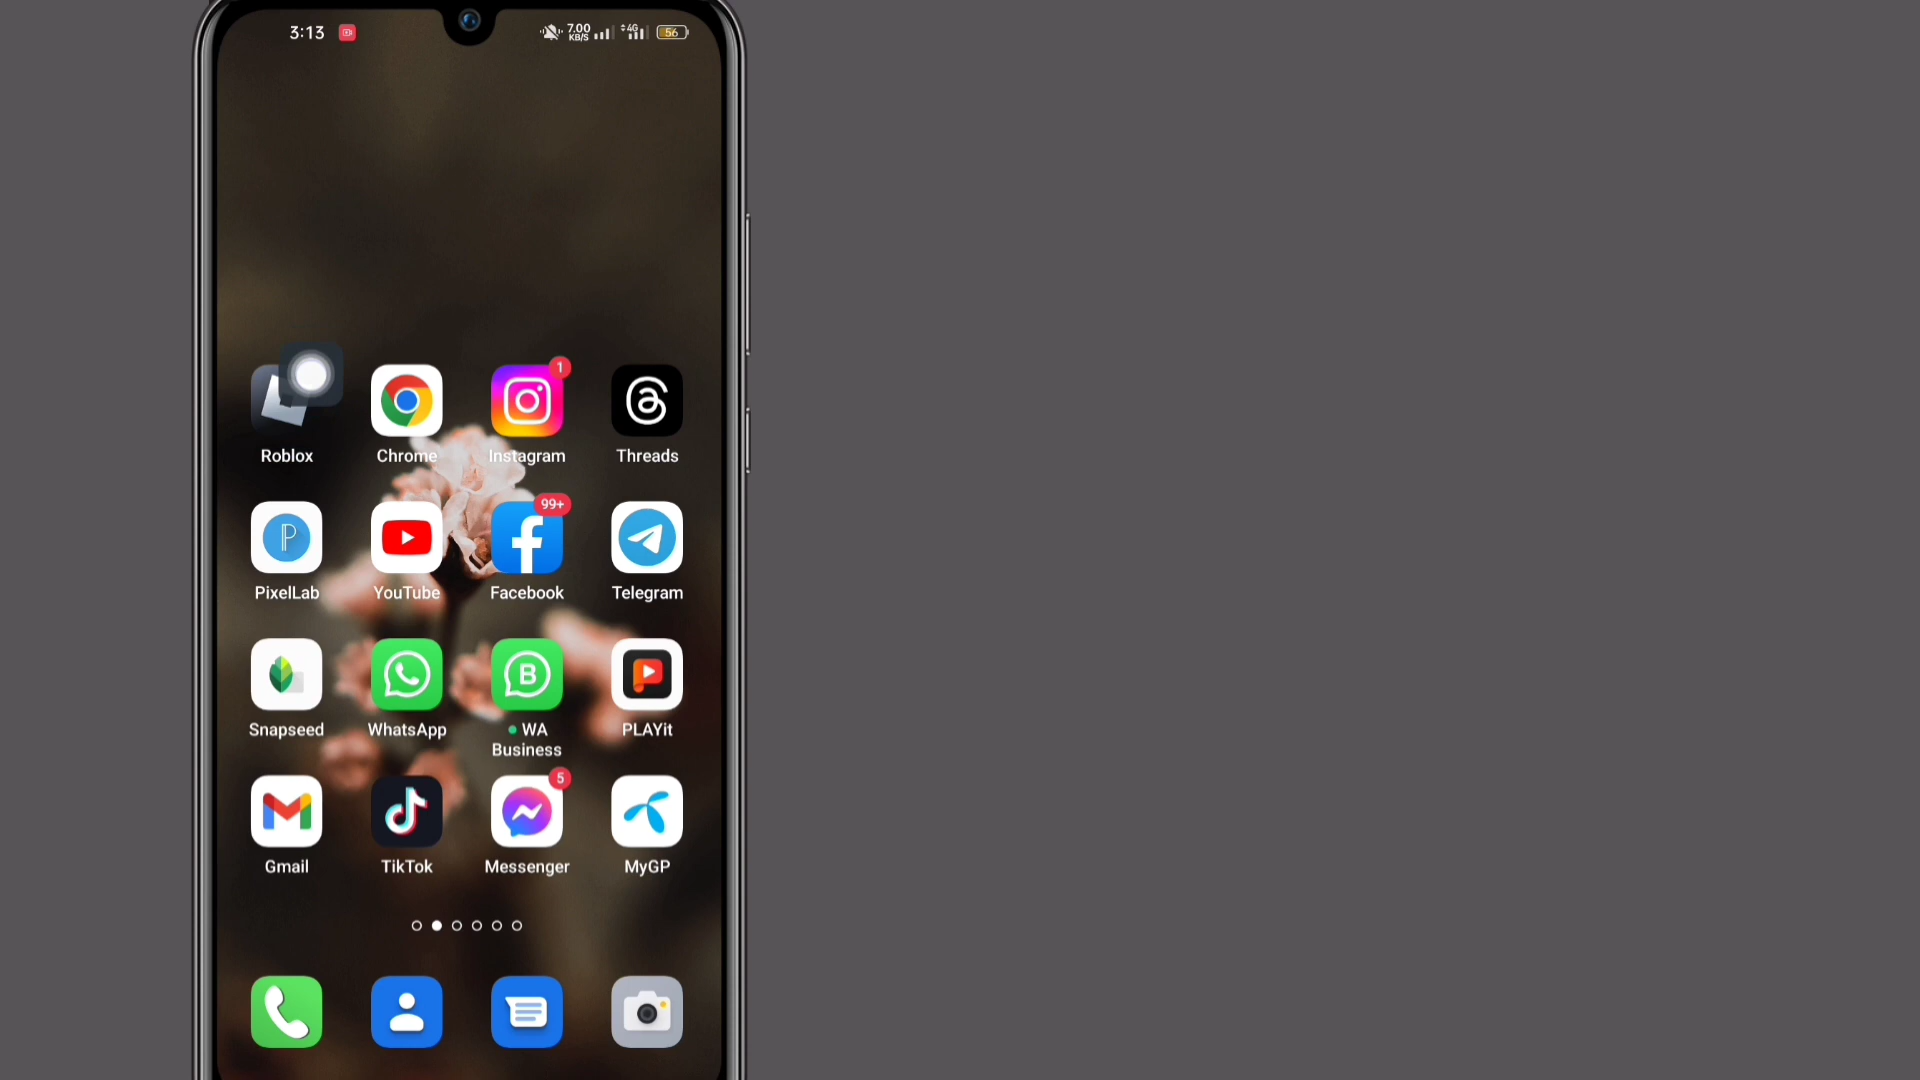 3:13
7.00
KB/S
4G
56
1
Roblox
Chrome
Instagram
Threads
99+
P
PixelLab
YouTube
Facebook
Telegram
B
Snapseed
WhatsApp
WA
Business
PLAYit
5
Gmail
TikTok
Messenger
MyGP